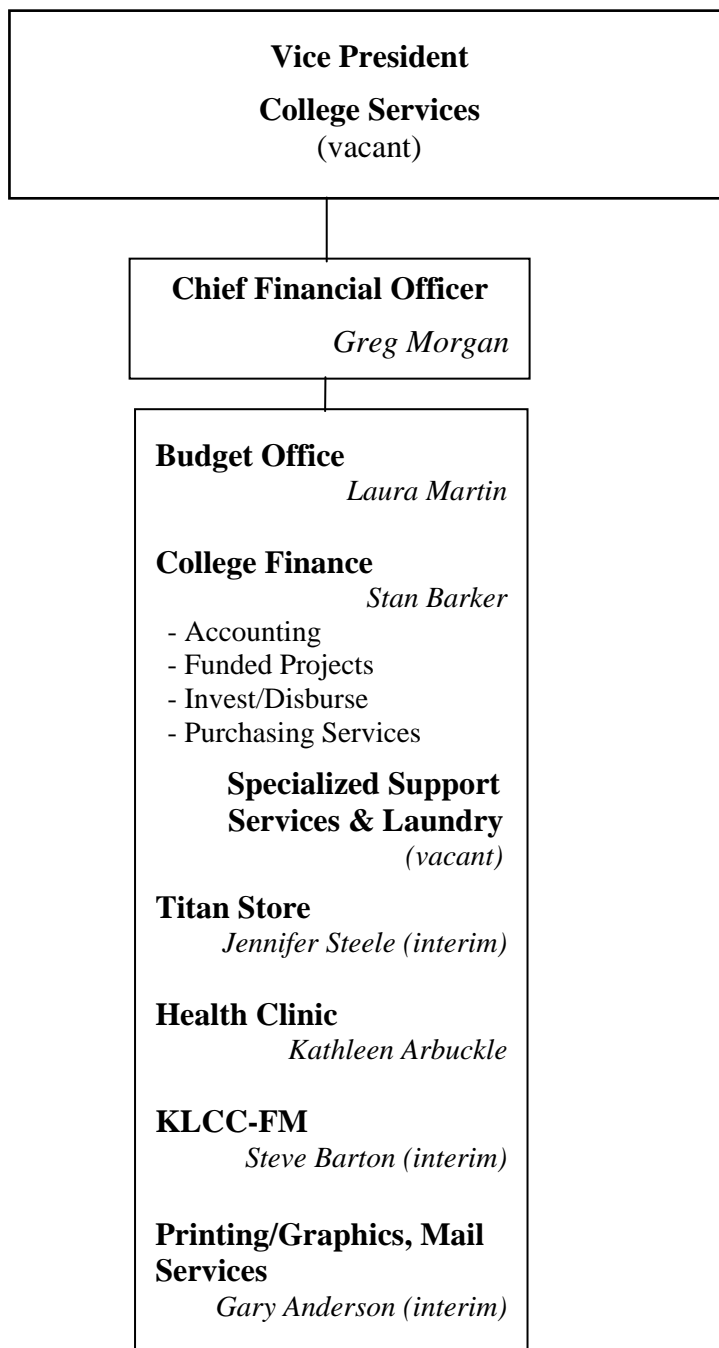 Vice President
College Services
(vacant)
Chief Financial Officer
Greg Morgan
Budget Office
Laura Martin
College Finance
Stan Barker
- Accounting
- Funded Projects
- Invest/Disburse
- Purchasing Services
Specialized Support
Services & Laundry
(vacant)
Titan Store
Jennifer Steele (interim)
Health Clinic
Kathleen Arbuckle
KLCC-FM
Steve Barton (interim)
Printing/Graphics, Mail
Services
Gary Anderson (interim)